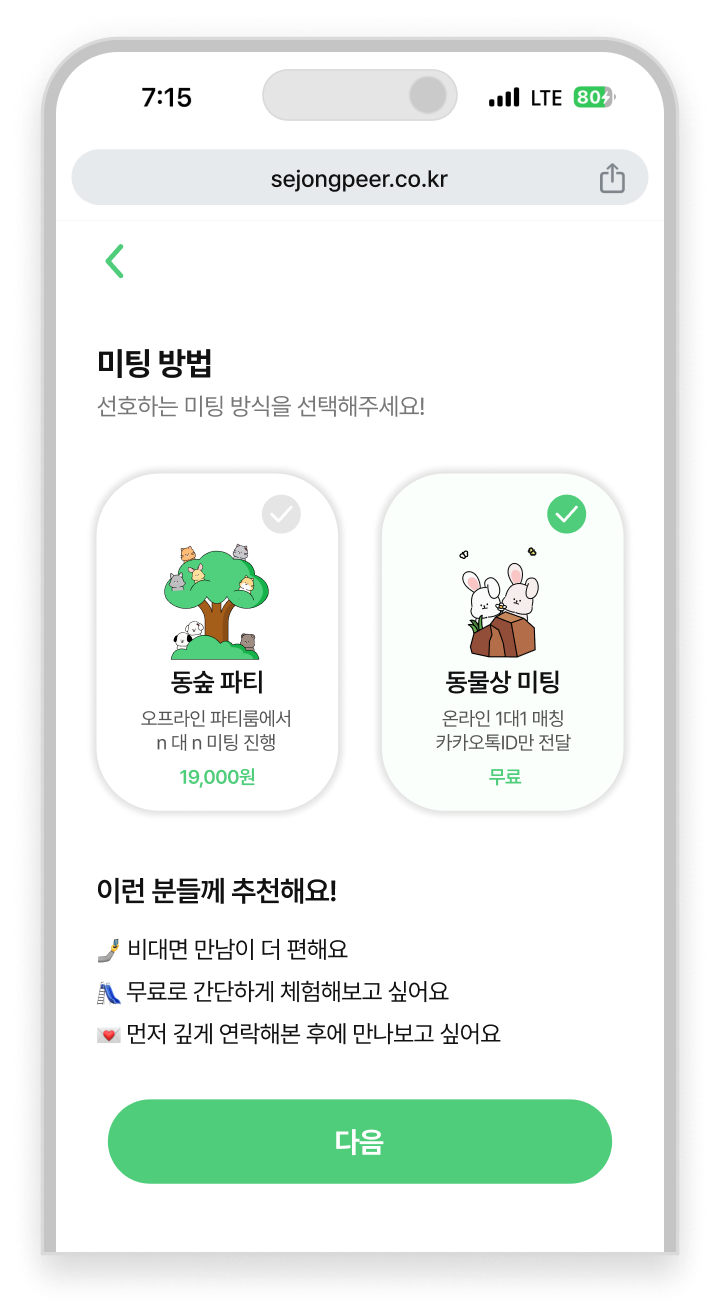 7:15
LTE 80
sejongpeer.co.kr
미팅 방법
선호하는 미팅 방식을 선택해주세요!
동숲 파티
오프라인 파티룸에서
n 대 n 미팅 진행
19,000원
동물상 미팅
온라인 1대1 매칭
카카오톡ID만 전달
무료
이런 분들께 추천해요!
🤳 비대면 만남이 더 편해요
🛝 무료로 간단하게 체험해보고 싶어요
💌 먼저 깊게 연락해본 후에 만나보고 싶어요
다음